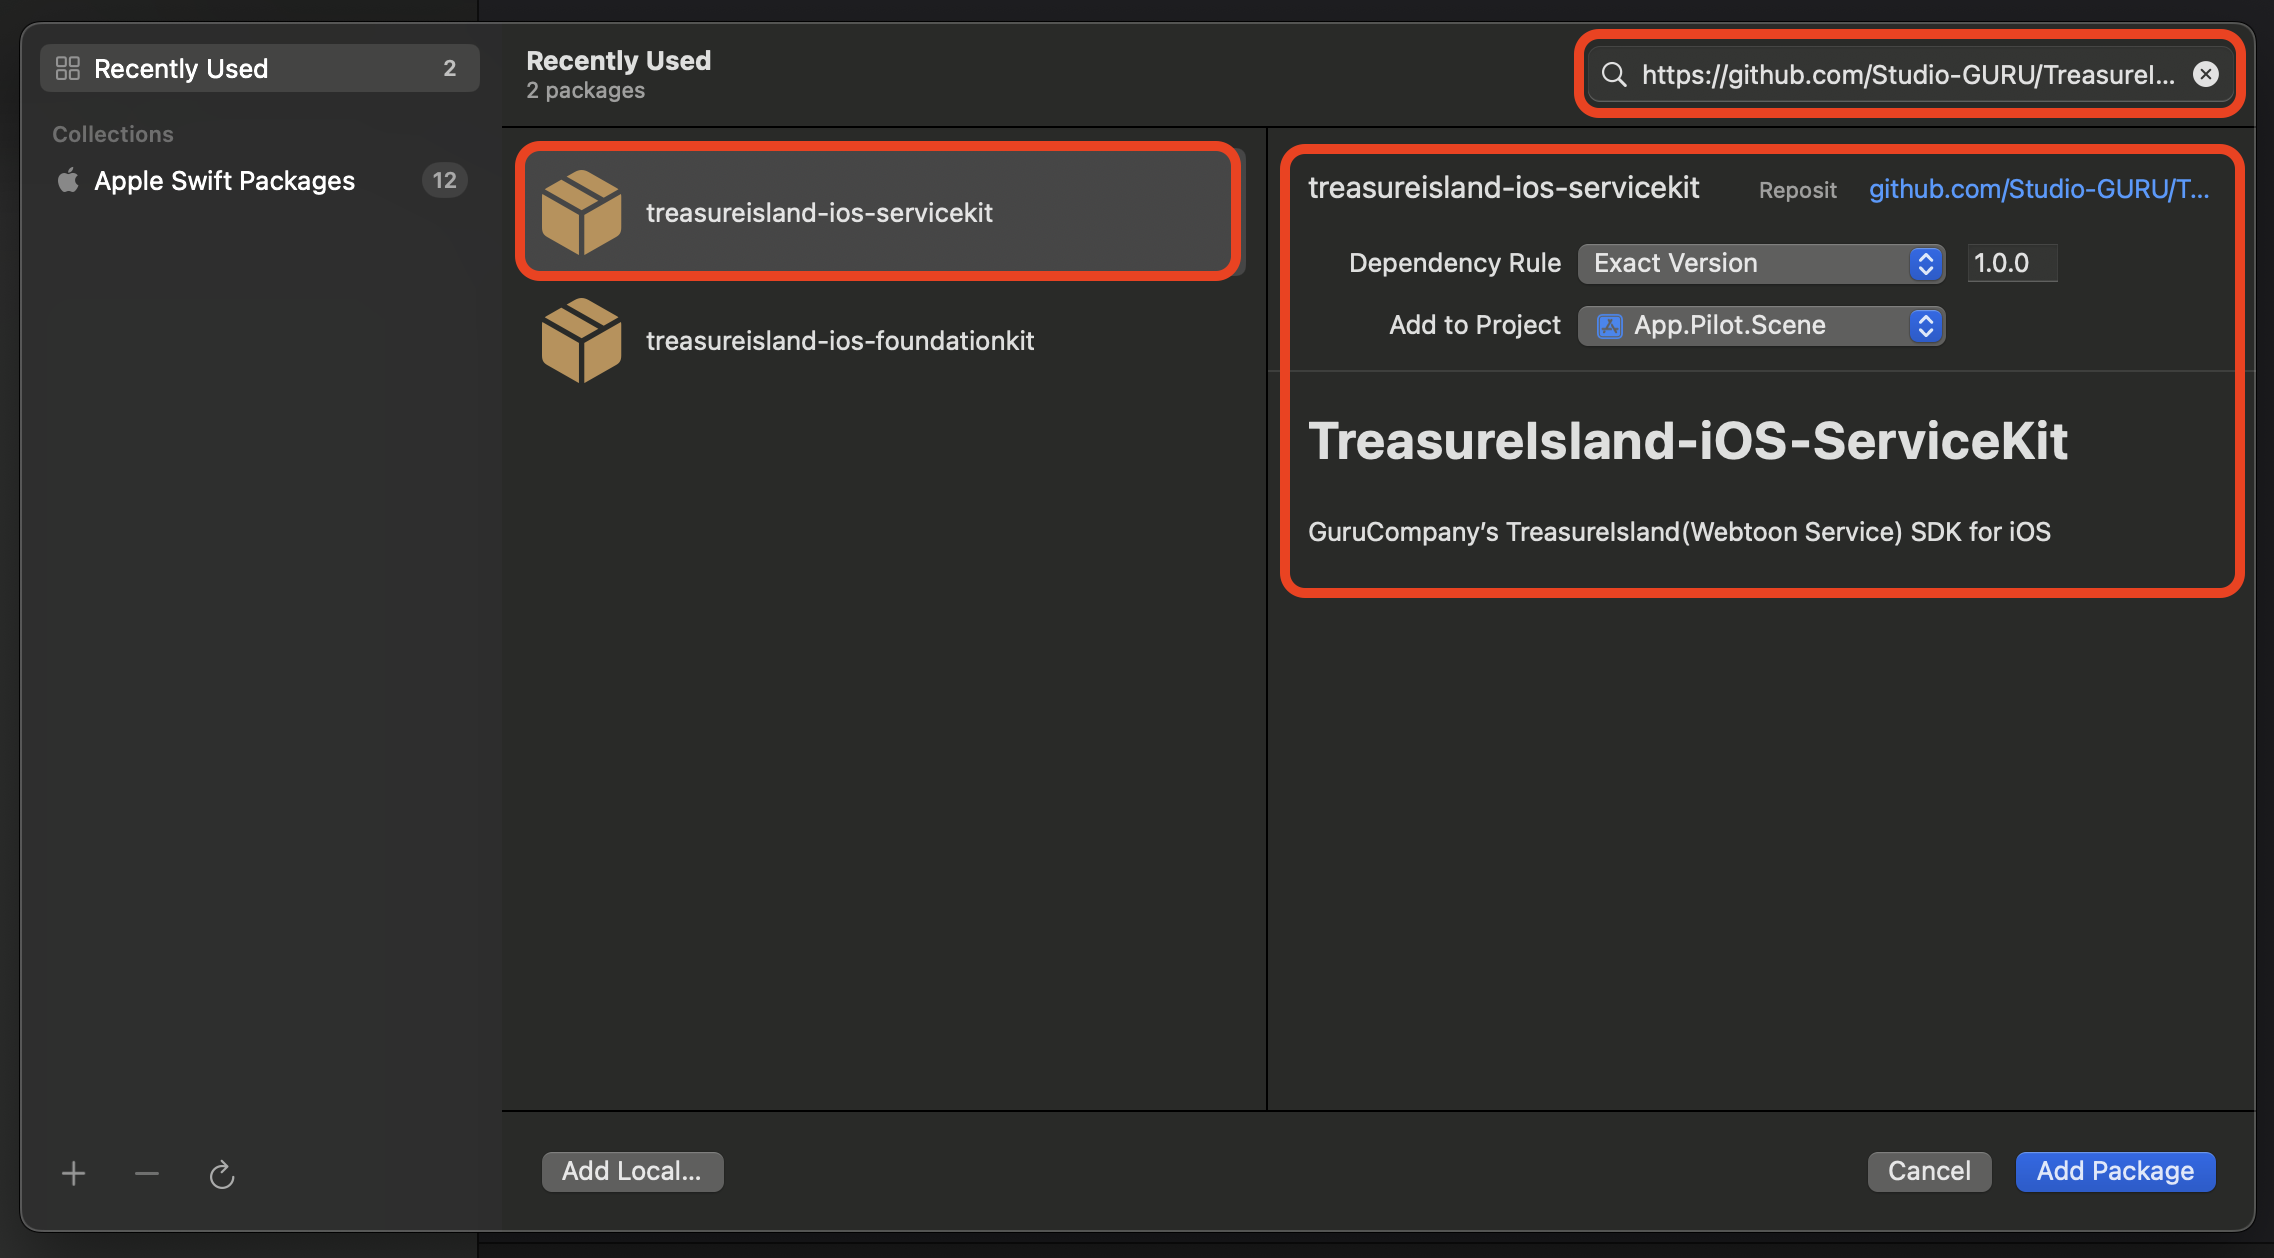 Recently Used 2
Collections
Apple Swift Packages 12
Recently Used
2 packages
https://github.com/Studio-GURU/TreasureI...
treasureisland-ios-servicekit
treasureisland-ios-foundationkit
treasureisland-ios-servicekit Reposit github.com/Studio-GURU/T...
Dependency Rule Exact Version 1.0.0
Add to Project App.Pilot.Scene
TreasureIsland-iOS-ServiceKit
GuruCompany’s TreasureIsland(Webtoon Service) SDK for iOS
Add Local...
Cancel
Add Package